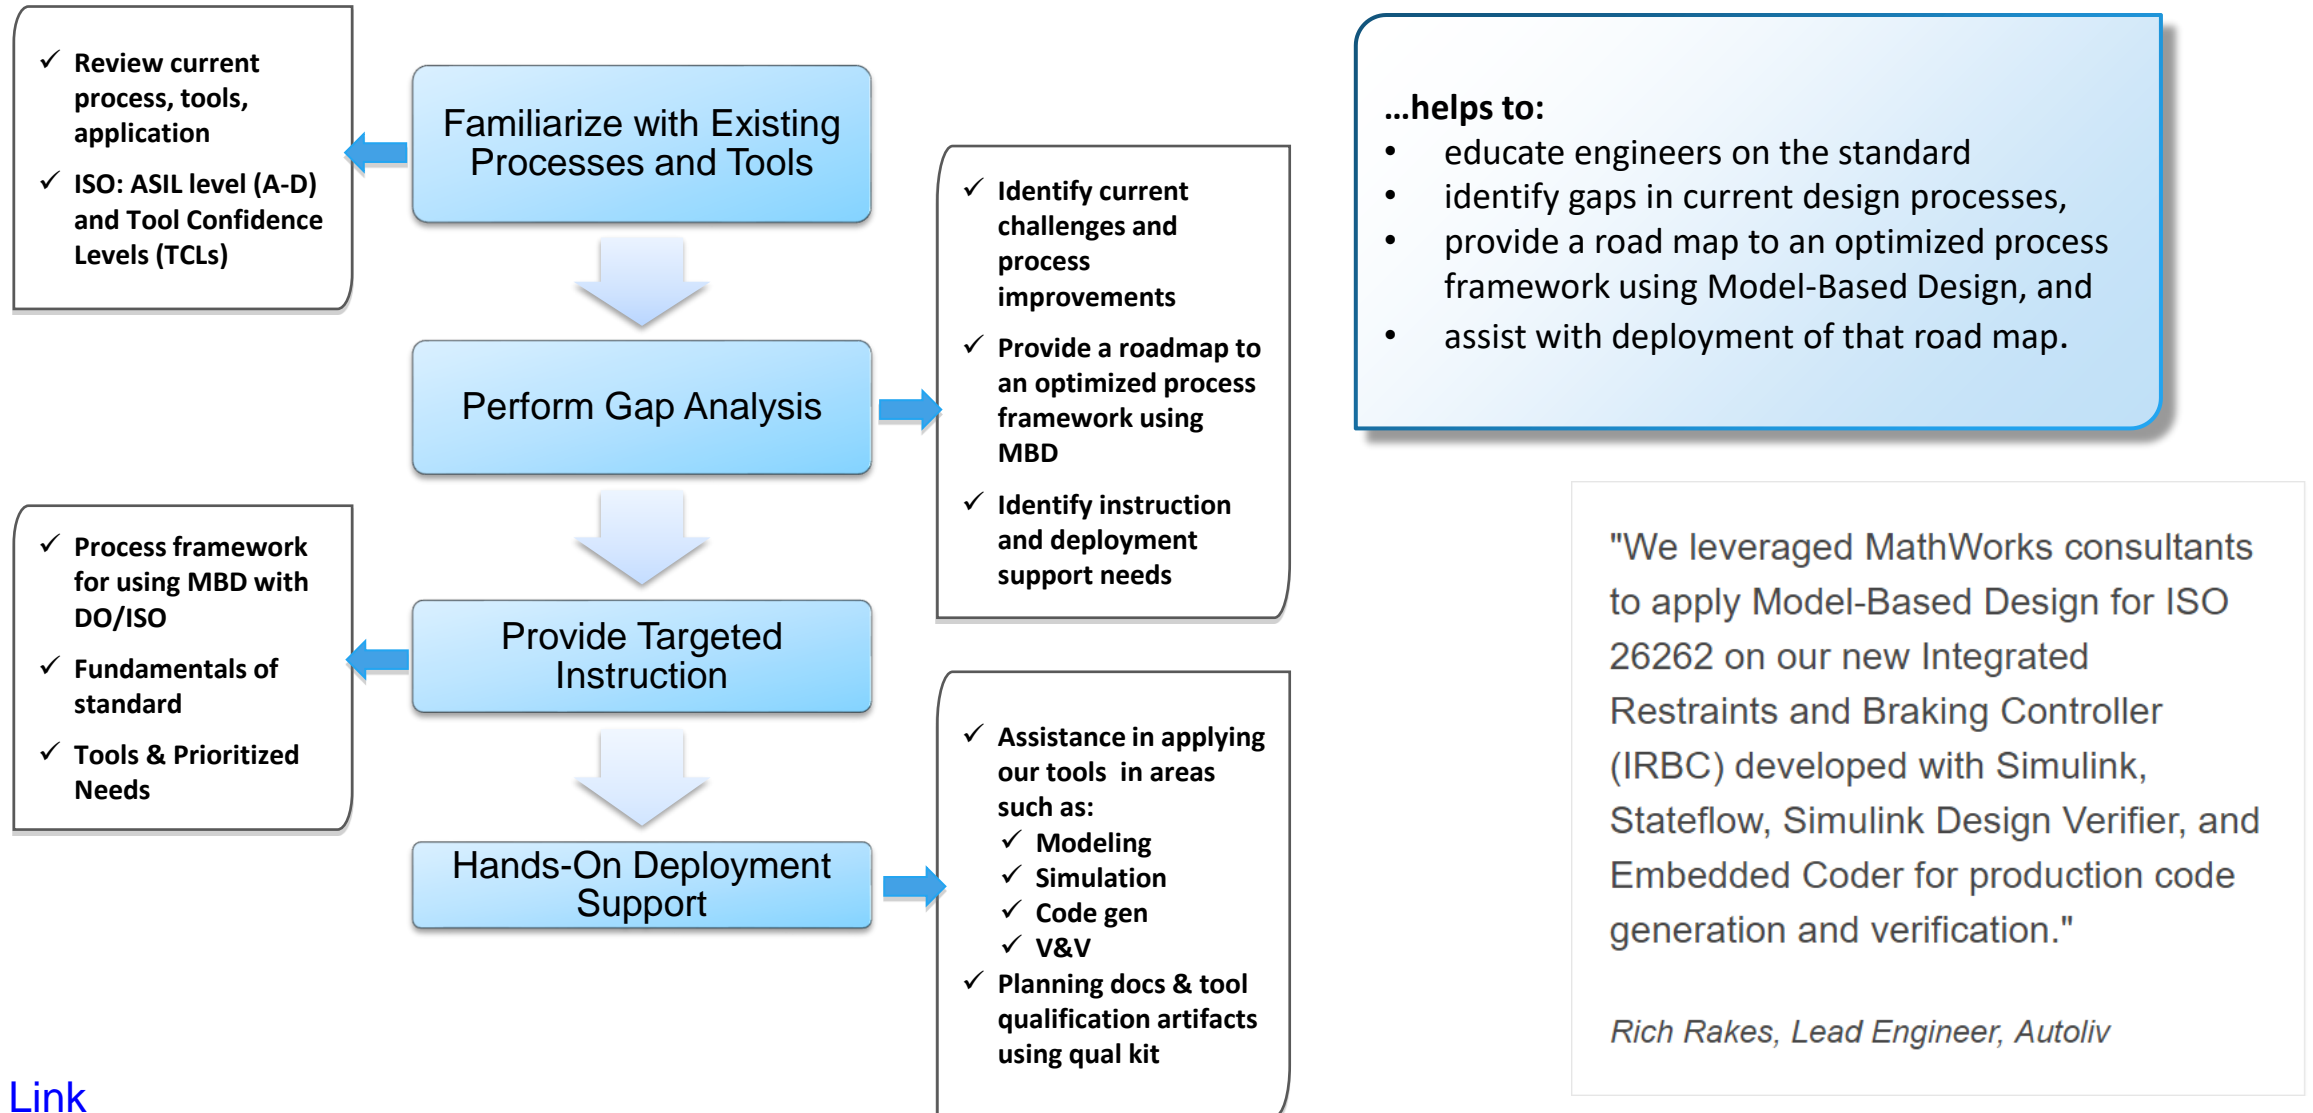 ✓ Review current
process, tools,
application
✓ ISO: ASIL level (A-D)
and Tool Confidence
Levels (TCLs)
Familiarize with Existing
Processes and Tools
Perform Gap Analysis
✓ Identify current
challenges and
process
improvements
✓ Provide a roadmap to
an optimized process
framework using
MBD
✓ Identify instruction
and deployment
support needs
✓ Process framework
for using MBD with
DO/ISO
✓ Fundamentals of
standard
✓ Tools & Prioritized
Needs
Provide Targeted
Instruction
Hands-On Deployment
Support
✓ Assistance in applying
our tools in areas
such as:
✓ Modeling
✓ Simulation
✓ Code gen
✓ V&V
✓ Planning docs & tool
qualification artifacts
using qual kit
...helps to:
• educate engineers on the standard
• identify gaps in current design processes,
• provide a road map to an optimized process
framework using Model-Based Design, and
• assist with deployment of that road map.
"We leveraged MathWorks consultants
to apply Model-Based Design for ISO
26262 on our new Integrated
Restraints and Braking Controller
(IRBC) developed with Simulink,
Stateflow, Simulink Design Verifier, and
Embedded Coder for production code
generation and verification."
Rich Rakes, Lead Engineer, Autoliv
Link